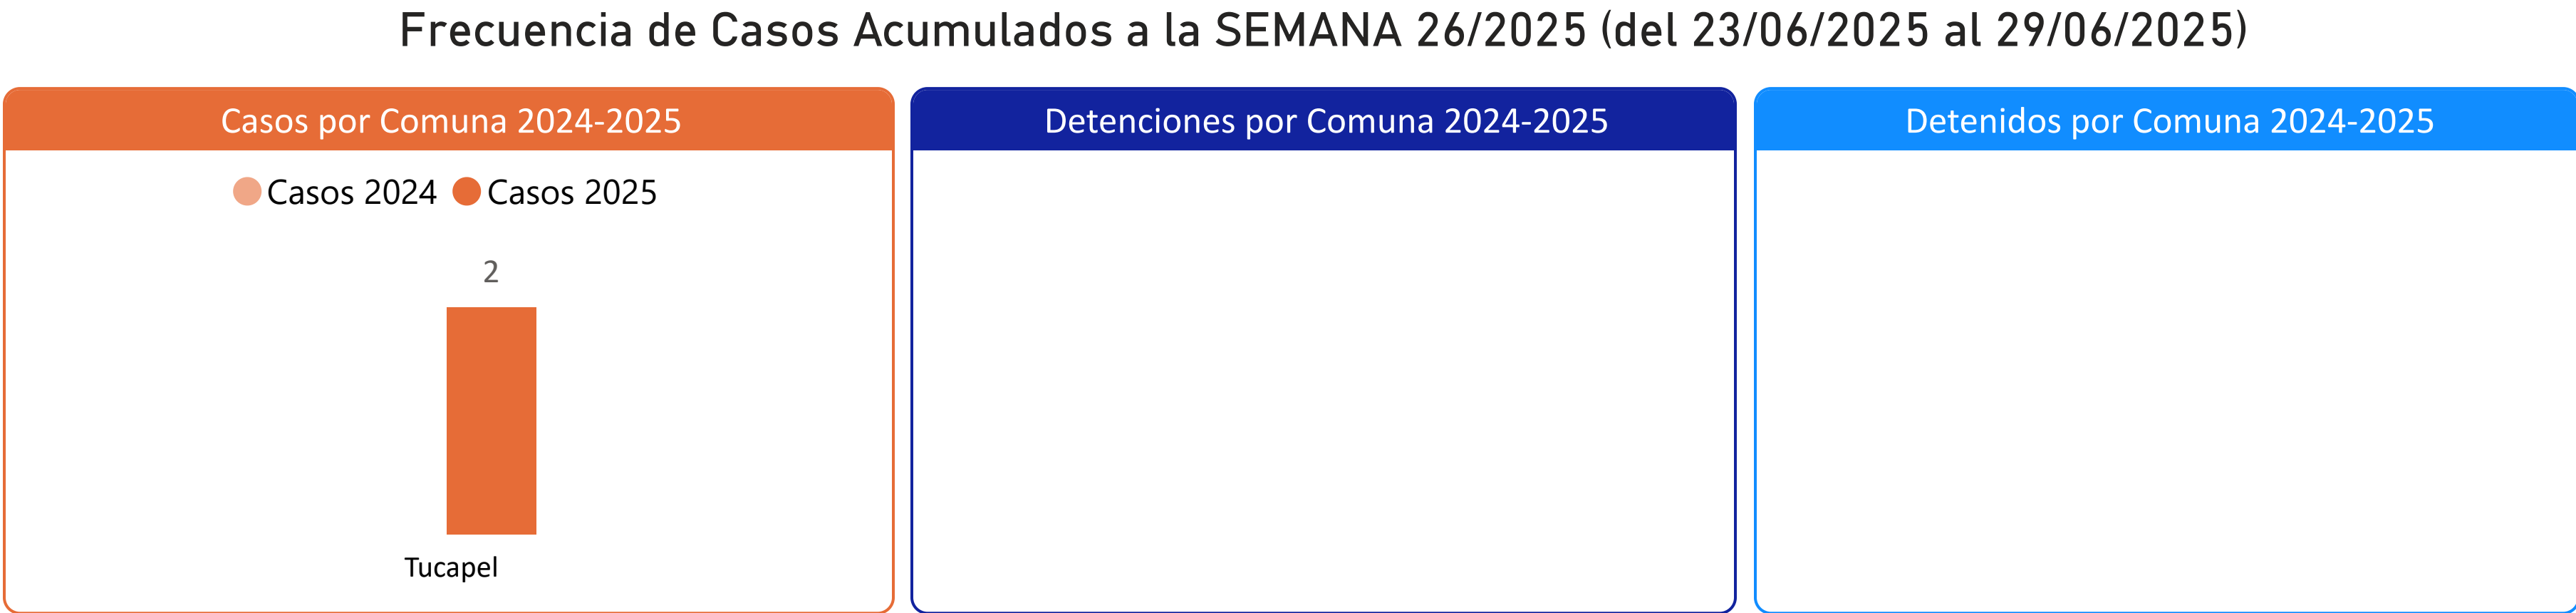 Frecuencia de Casos Acumulados a la SEMANA 26/2025 (del 23/06/2025 al 29/06/2025)
Casos por Comuna 2024-2025
Casos 2024 Casos 2025
2
Tucapel
Detenciones por Comuna 2024-2025
Detenidos por Comuna 2024-2025